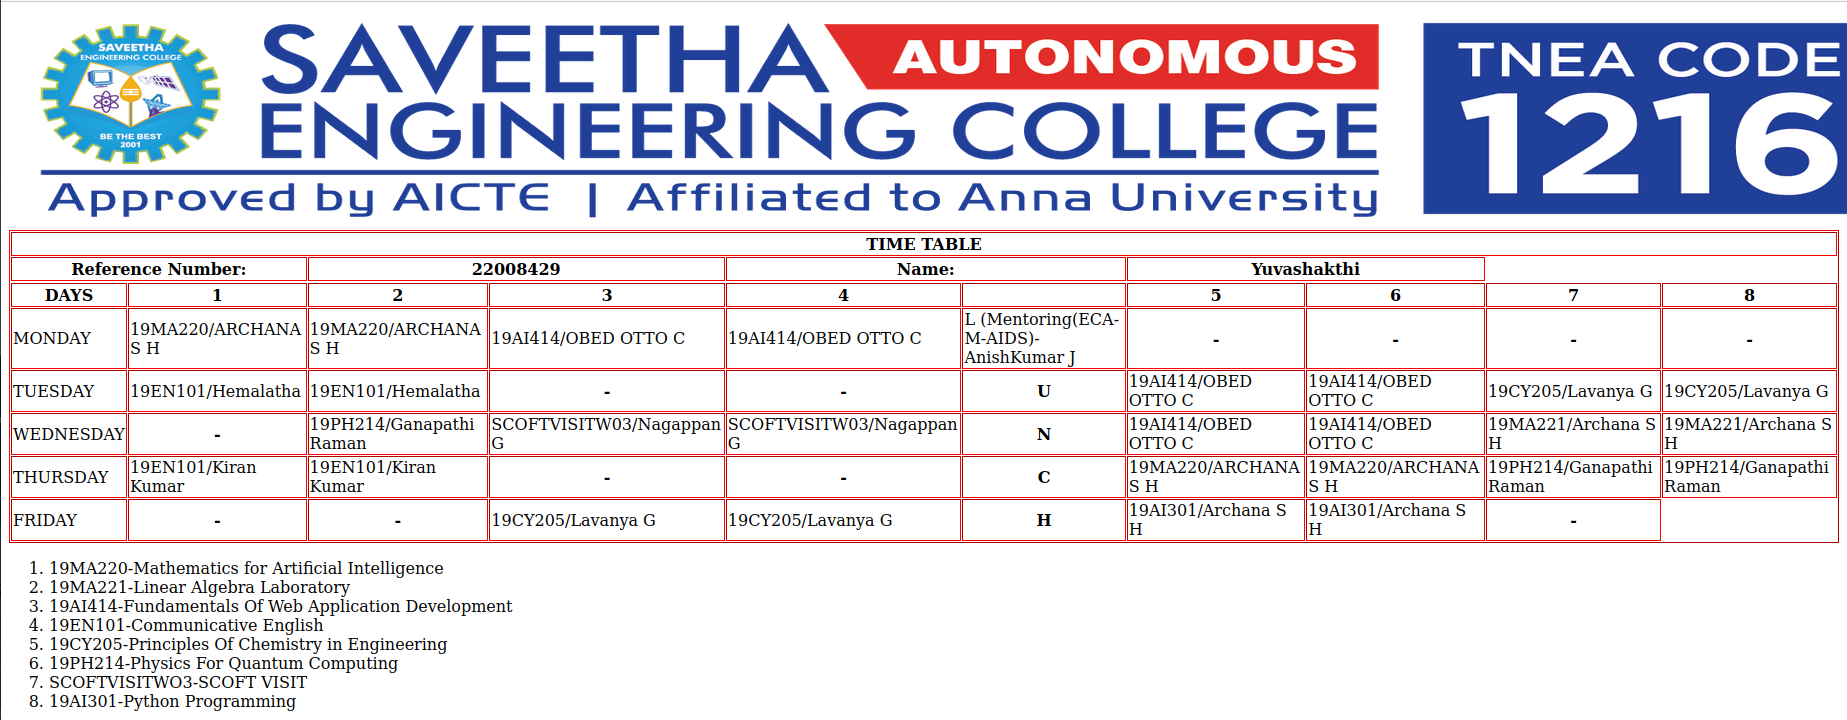 SAVEETHA
ENGINEERING COLLEGE
BE THE BEST
2001
SAVEETHA AUTONOMOUS
ENGINEERING COLLEGE
Approved by AICTE | Affiliated to Anna University
TNEA CODE
1216
TIME TABLE
Reference Number: 22008429 Name: Yuvashakthi
DAYS 1 2 3 4 5 6 7 8
MONDAY 19MA220/ARCHANA S H 19MA220/ARCHANA S H 19AI414/OBED OTTO C 19AI414/OBED OTTO C L (Mentoring(ECA-M-AIDS)-AnishKumar J - - - -
TUESDAY 19EN101/Hemalatha 19EN101/Hemalatha - - U 19AI414/OBED OTTO C 19AI414/OBED OTTO C 19CY205/Lavanya G 19CY205/Lavanya G
WEDNESDAY - 19PH214/Ganapathi Raman SCOFTVISITW03/Nagappan G SCOFTVISITW03/Nagappan G N 19AI414/OBED OTTO C 19AI414/OBED OTTO C 19MA221/Archana S H 19MA221/Archana S H
THURSDAY 19EN101/Kiran Kumar 19EN101/Kiran Kumar - - C 19MA220/ARCHANA S H 19MA220/ARCHANA S H 19PH214/Ganapathi Raman 19PH214/Ganapathi Raman
FRIDAY - - 19CY205/Lavanya G 19CY205/Lavanya G H 19AI301/Archana S H 19AI301/Archana S H -
1. 19MA220-Mathematics for Artificial Intelligence
2. 19MA221-Linear Algebra Laboratory
3. 19AI414-Fundamentals Of Web Application Development
4. 19EN101-Communicative English
5. 19CY205-Principles Of Chemistry in Engineering
6. 19PH214-Physics For Quantum Computing
7. SCOFTVISITWO3-SCOFT VISIT
8. 19AI301-Python Programming